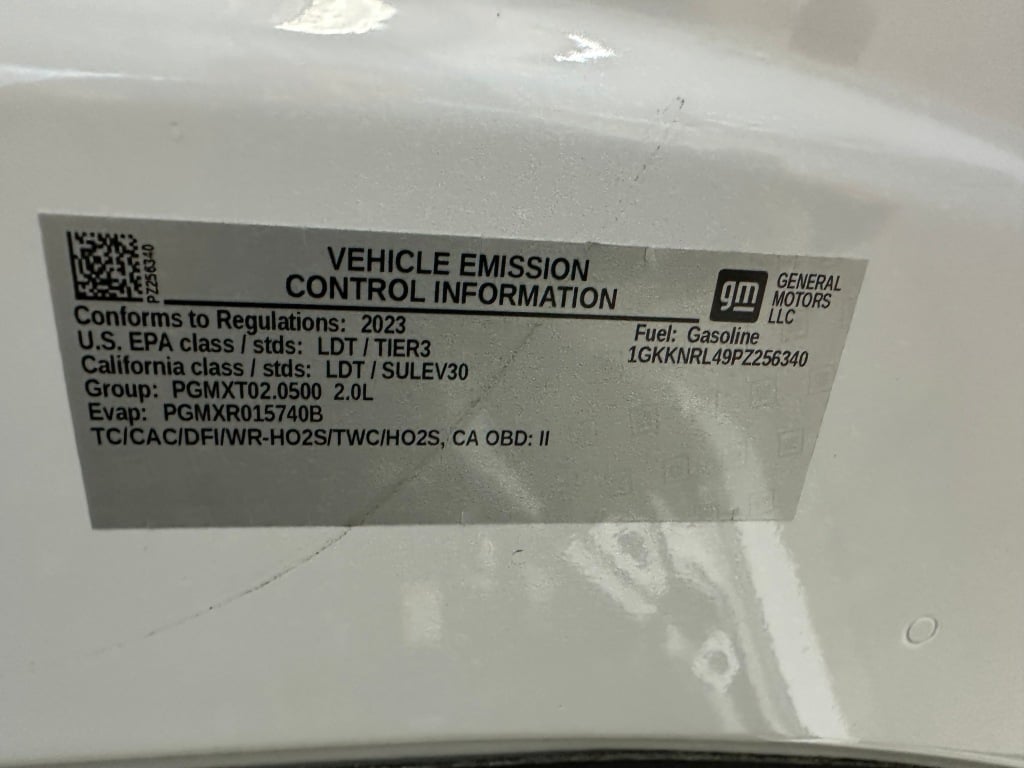 PZ256340
VEHICLE EMISSION
CONTROL INFORMATION
gm
GENERAL
MOTORS
LLC
Conforms to Regulations: 2023
Fuel: Gasoline
U.S. EPA class / stds: LDT / TIER3
1GKKNRL49PZ256340
California class / stds: LDT / SULEV30
Group: PGMXT02.0500 2.0L
Evap: PGMXR015740B
TC/CAC/DFI/WR-HO2S/TWC/HO2S, CA OBD: II